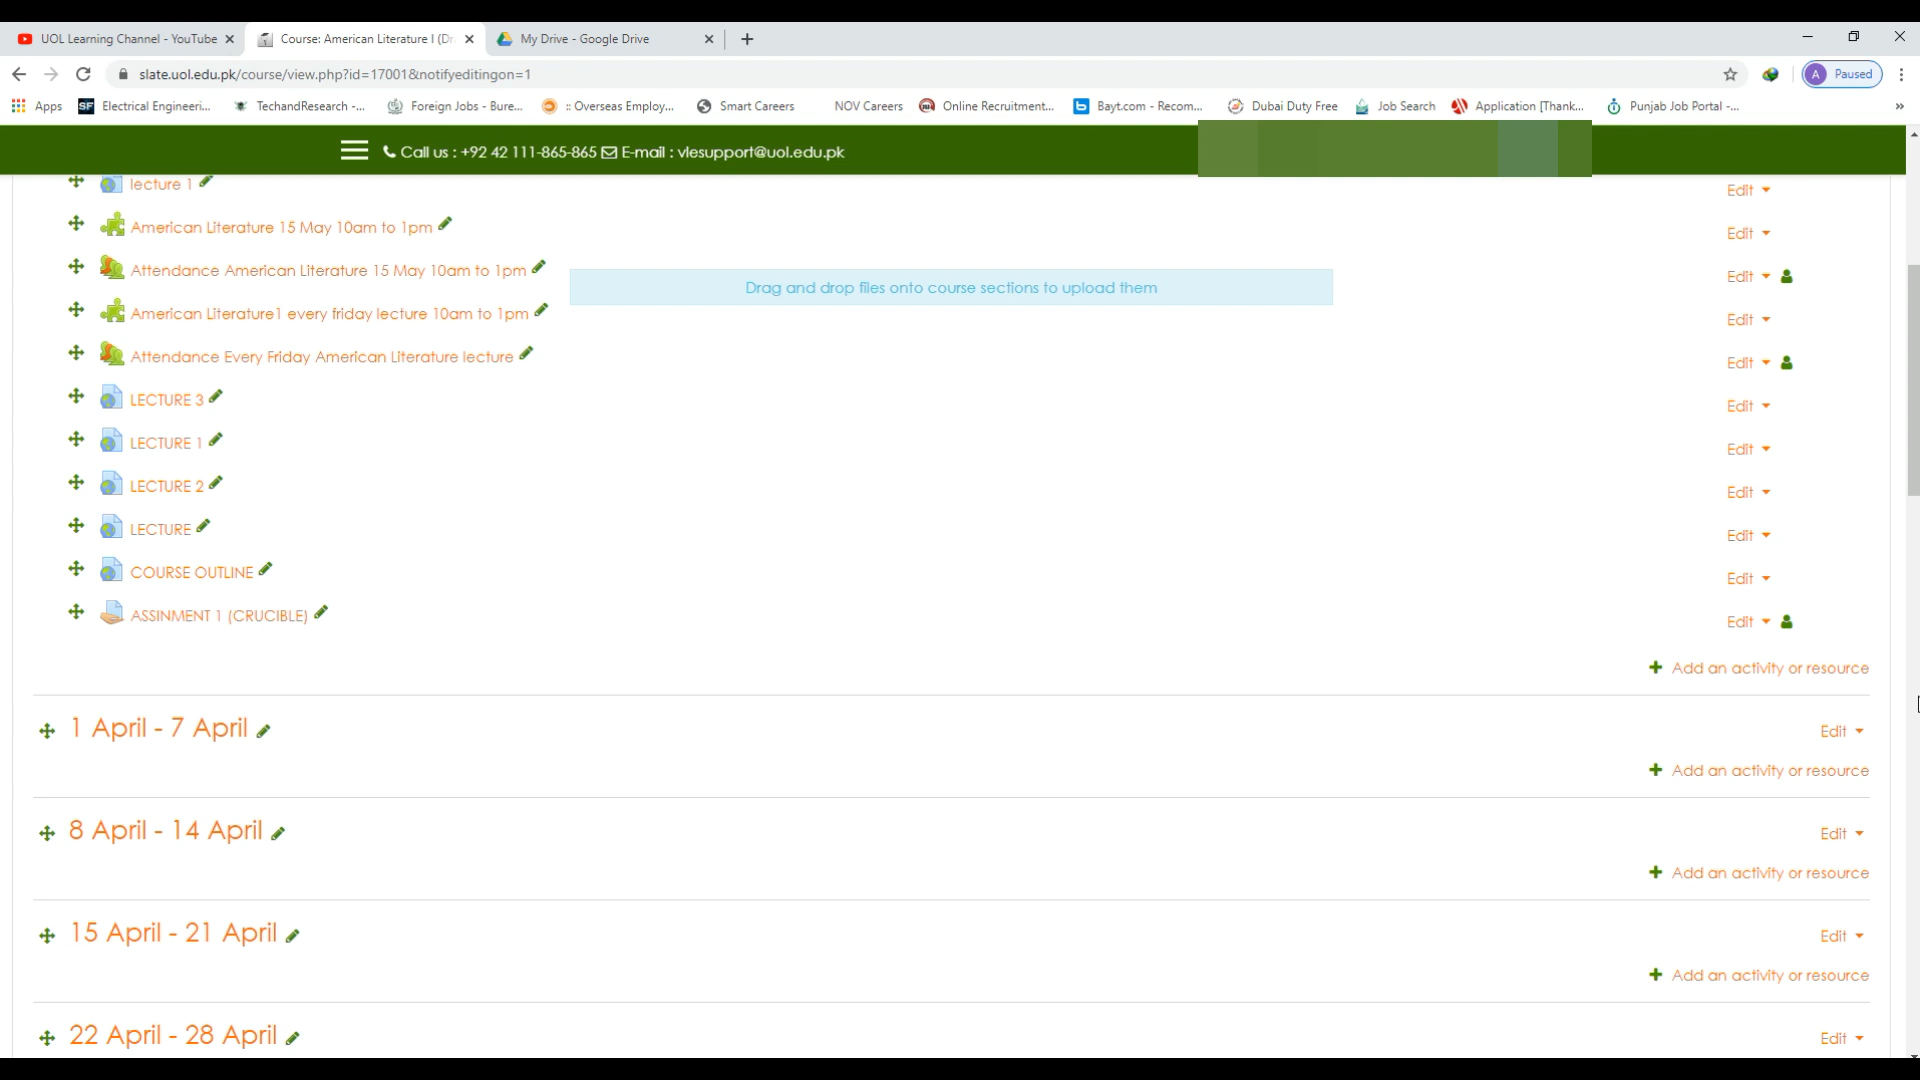 UOL Learning Channel - YouTube
Course: American Literature I (Dr
My Drive - Google Drive
slate.uol.edu.pk/course/view.php?id=17001&notifyeditingon=1
A Paused
Apps
SF Electrical Engineeri...
TechandResearch -...
Foreign Jobs - Bure...
:: Overseas Employ...
Smart Careers
NOV Careers
Online Recruitment...
Bayt.com - Recom...
Dubai Duty Free
Job Search
Application [Thank...
Punjab Job Portal -...
»
Call us : +92 42 111-865-865 E-mail : vlesupport@uol.edu.pk
lecture 1 Edit
American Literature 15 May 10am to 1pm Edit
Attendance American Literature 15 May 10am to 1pm Edit
Drag and drop files onto course sections to upload them
American Literature1 every friday lecture 10am to 1pm Edit
Attendance Every Friday American Literature lecture Edit
LECTURE 3 Edit
LECTURE 1 Edit
LECTURE 2 Edit
LECTURE Edit
COURSE OUTLINE Edit
ASSINMENT 1 (CRUCIBLE) Edit
Add an activity or resource
1 April - 7 April Edit
Add an activity or resource
8 April - 14 April Edit
Add an activity or resource
15 April - 21 April Edit
Add an activity or resource
22 April - 28 April Edit